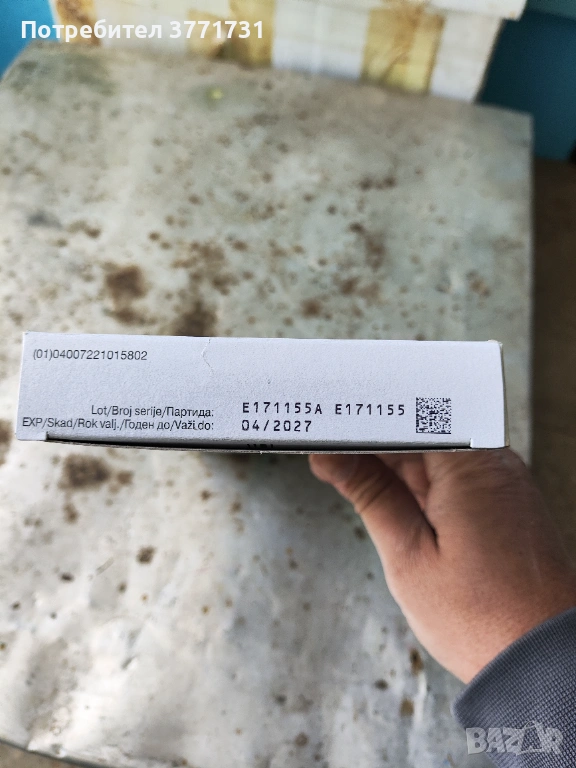 Потребител 3771731
(01)04007221015802
Lot/Broj serije/Партида: E171155A E171155
EXP/Skad/Rok valj./Годен до/Važi do: 04/2027
BAZAR